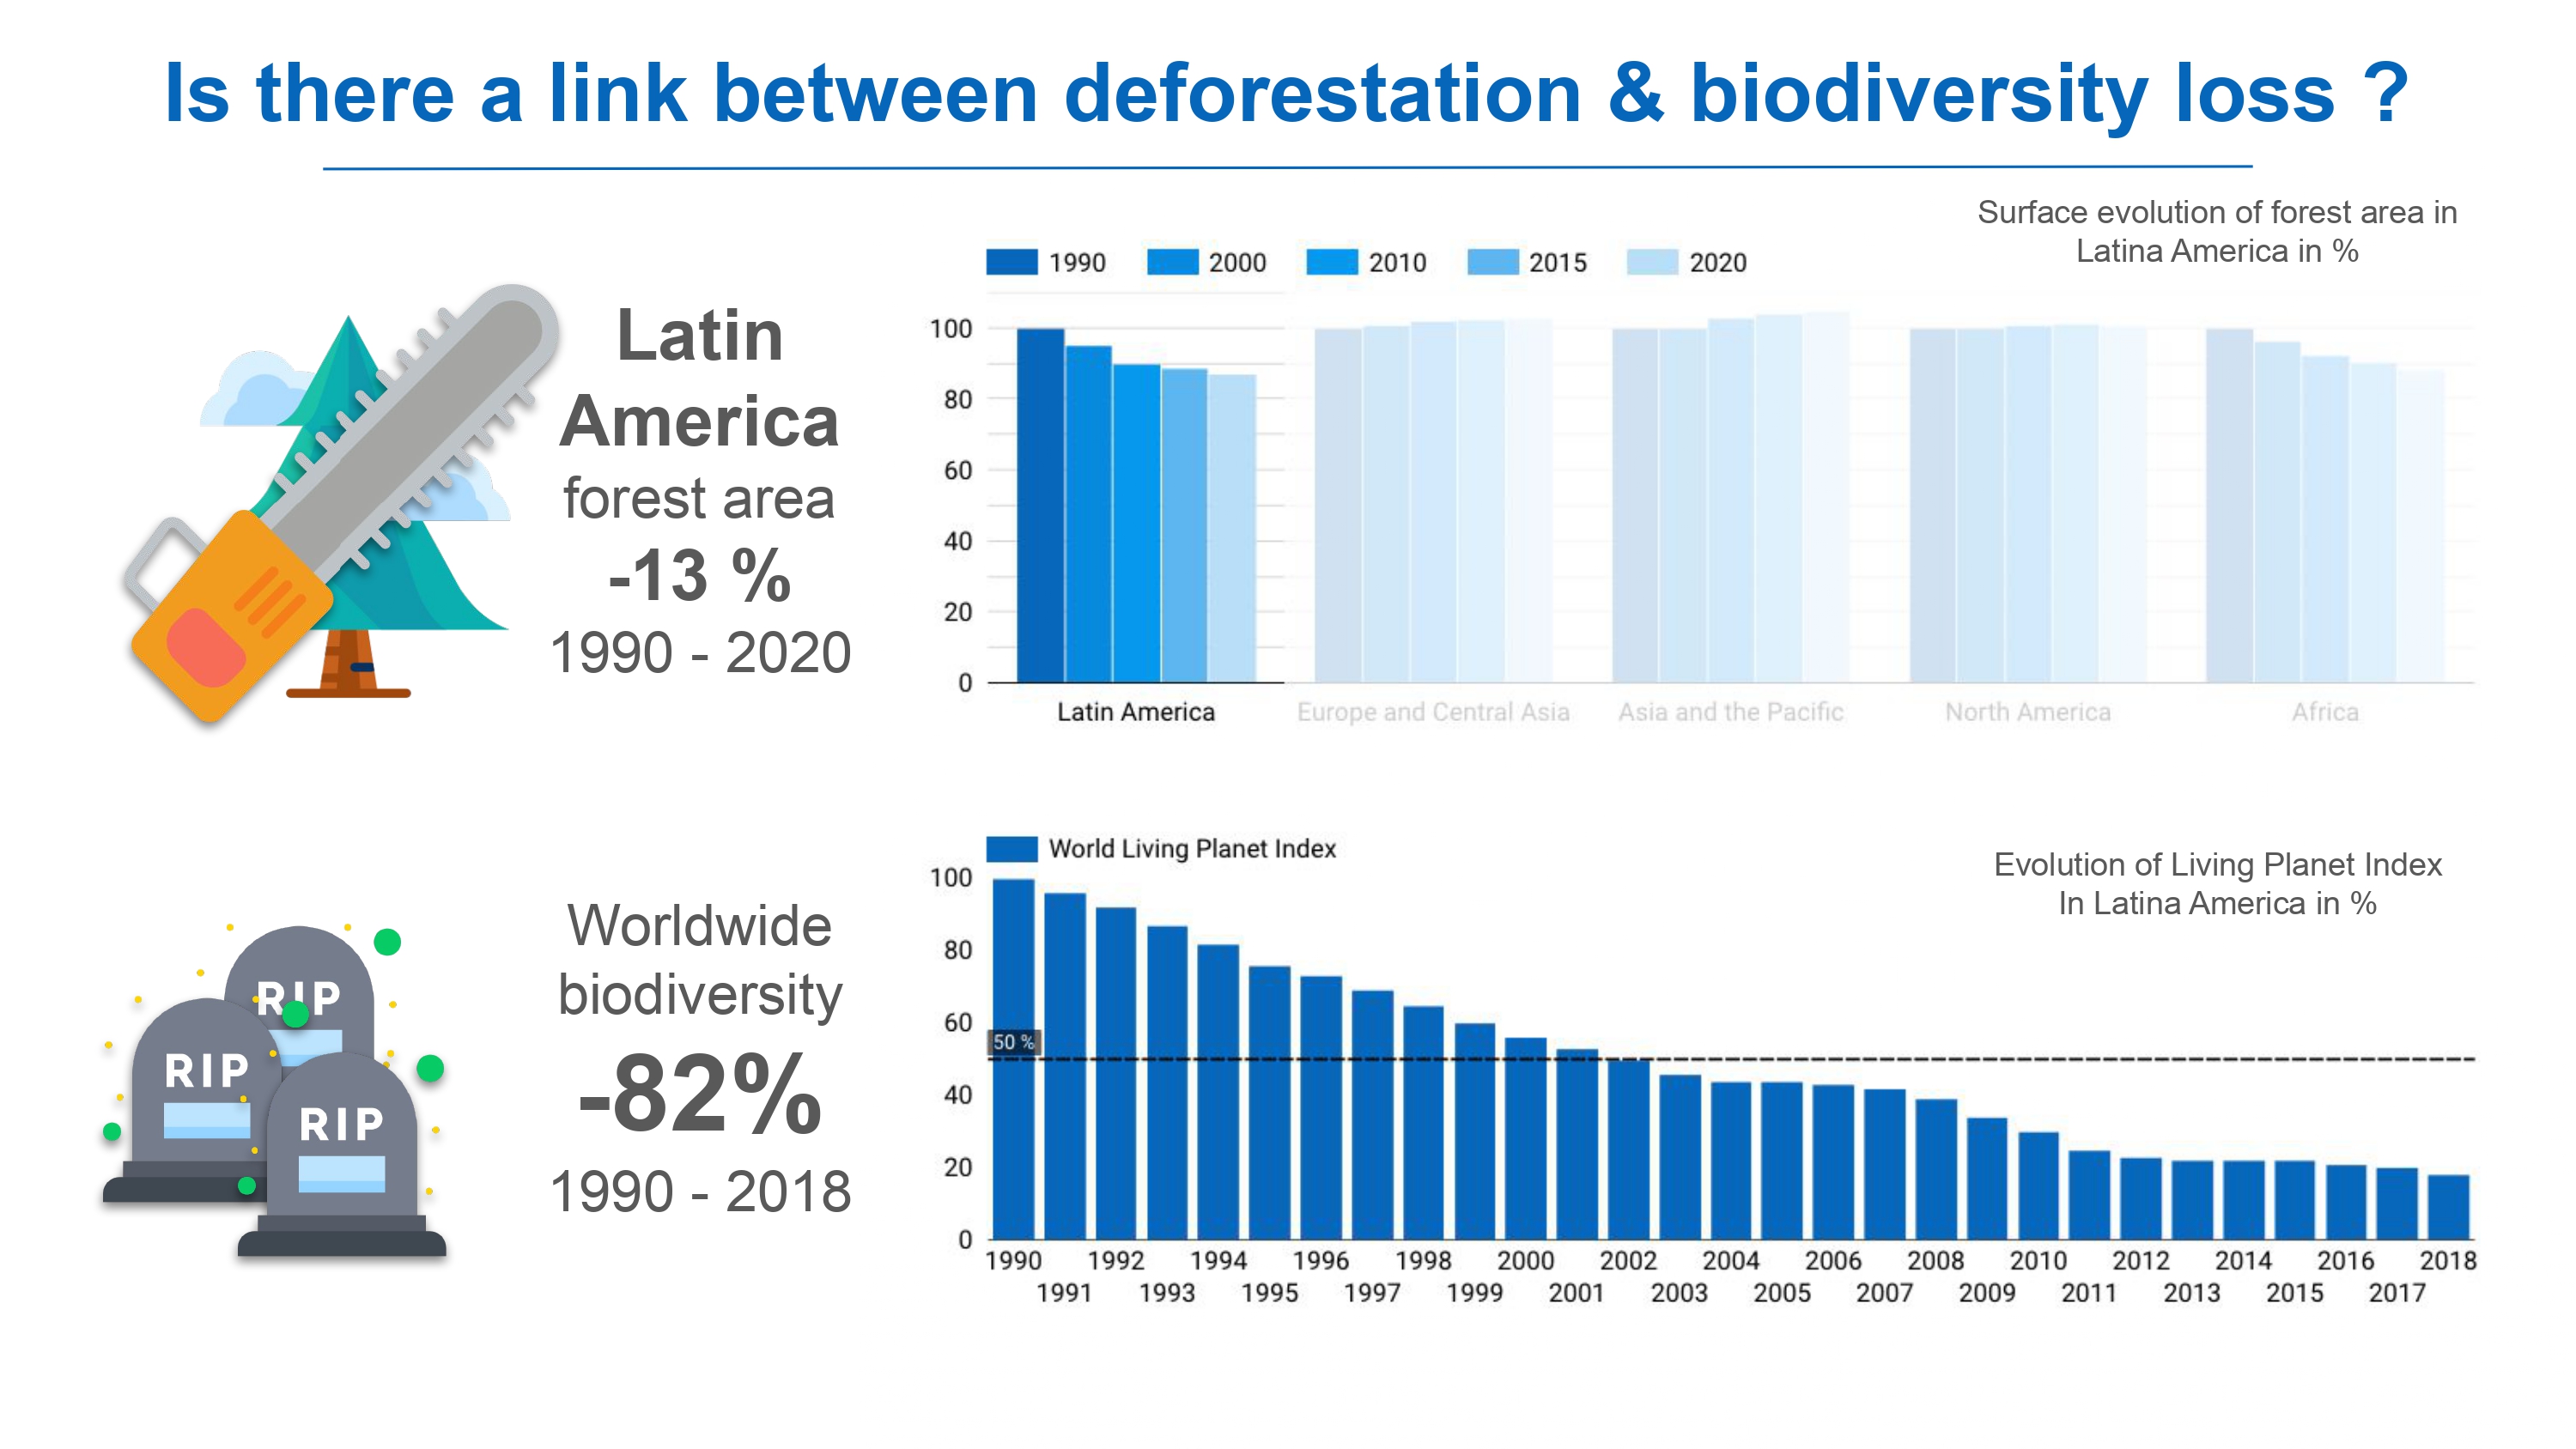 Is there a link between deforestation & biodiversity loss ?
Surface evolution of forest area in
Latina America in %
1990 2000 2010 2015 2020
Latin
America
forest area
-13 %
1990 - 2020
100
80
60
40
20
0
Latin America Europe and Central Asia Asia and the Pacific North America Africa
World Living Planet Index
Evolution of Living Planet Index
In Latina America in %
RIP
RIP
RIP
Worldwide
biodiversity
-82%
1990 - 2018
100
80
60
50 %
40
20
0
1990 1992 1994 1996 1998 2000 2002 2004 2006 2008 2010 2012 2014 2016 2018
1991 1993 1995 1997 1999 2001 2003 2005 2007 2009 2011 2013 2015 2017